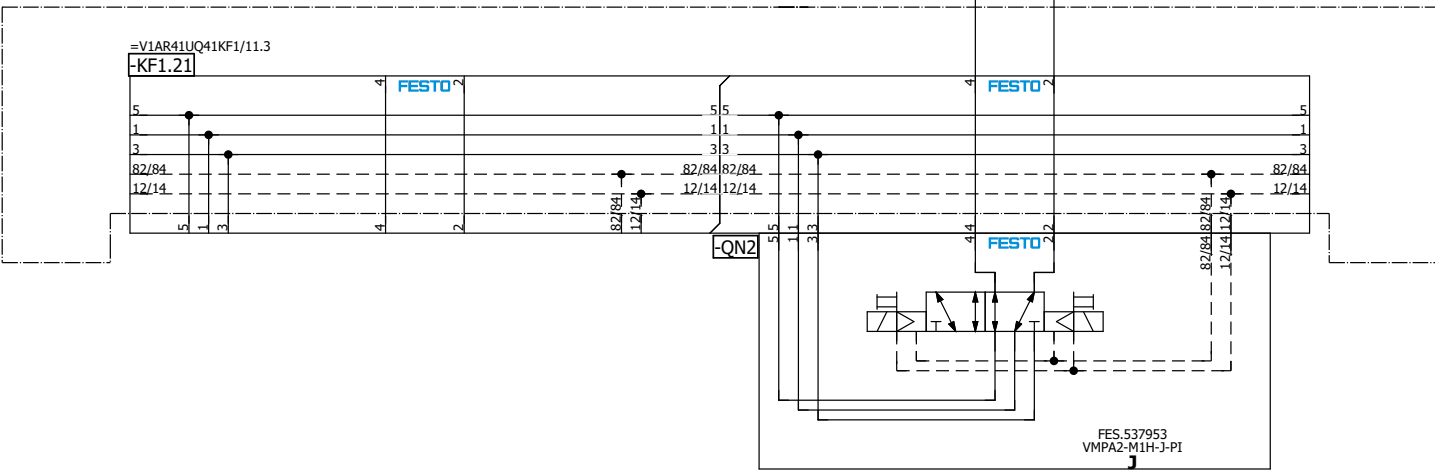 =V1AR41UQ41KF1/11.3
-KF1.21
4 FESTO 2 4 FESTO 2
5 5 5 5
1 1 1 1
3 3 3 3
82/84 82/84 82/84 82/84
12/14 12/14 12/14 12/14
5 1 3 4 2 82/84 12/14 5 1 3 4 2 82/84 12/14
-QN2 5 1 3 4 FESTO 2 82/84 12/14
FES.537953
VMPA2-M1H-J-PI
J